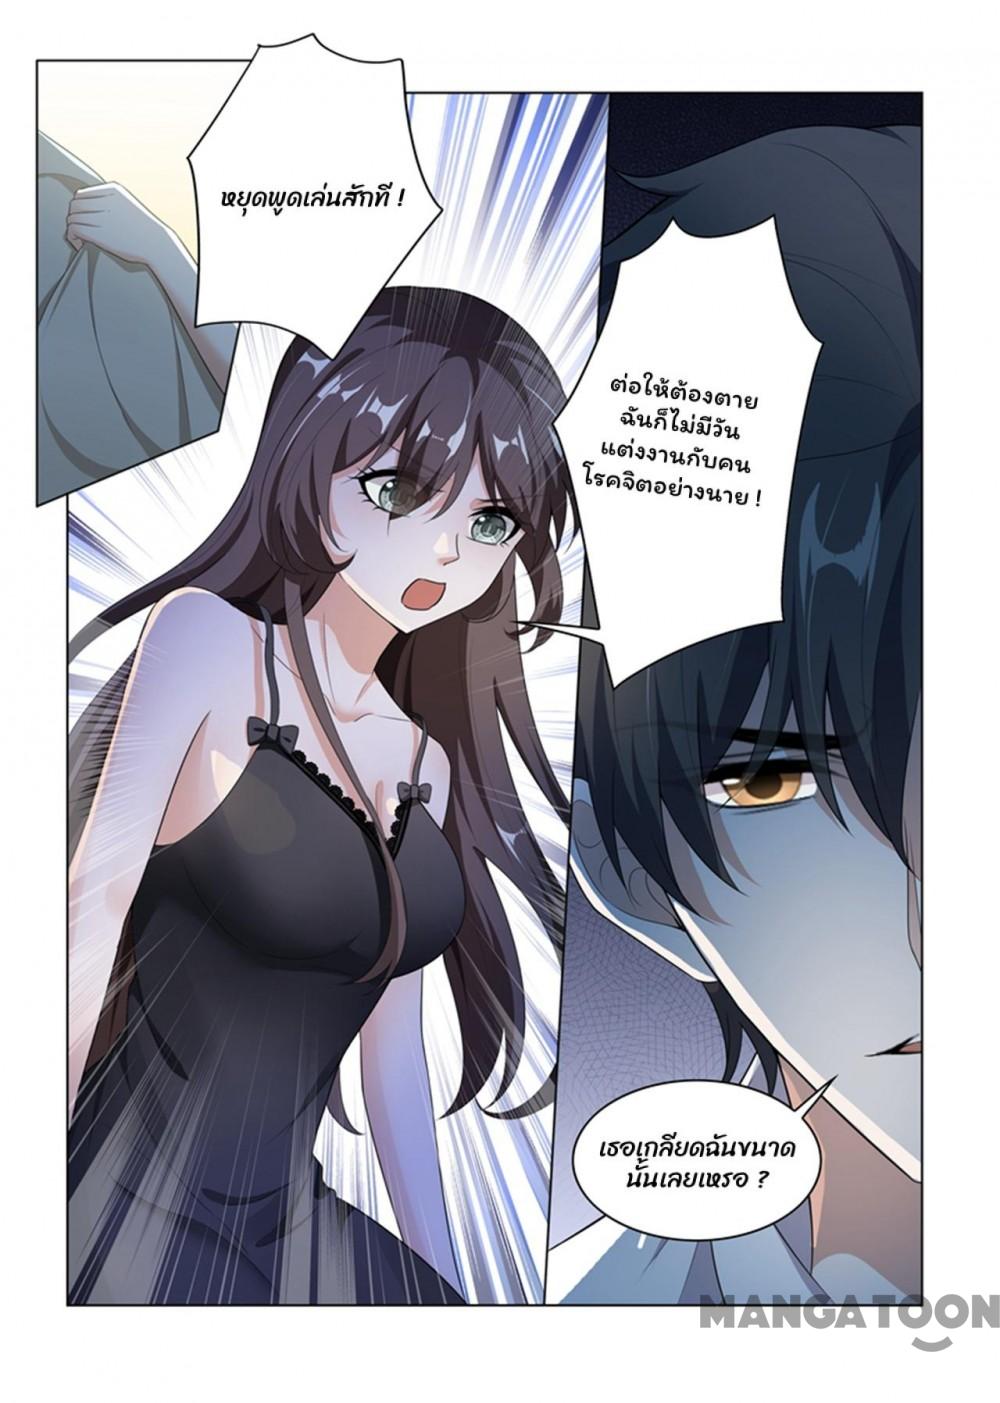 หยุดพูดเล่นสักที !
ต่อให้ต้องตาย
ฉันก็ไม่มีวัน
แต่งงานกับคน
โรคจิตอย่างนาย !
เธอเกลียดฉันขนาด
นั้นเลยเหรอ ?
MANGATOON